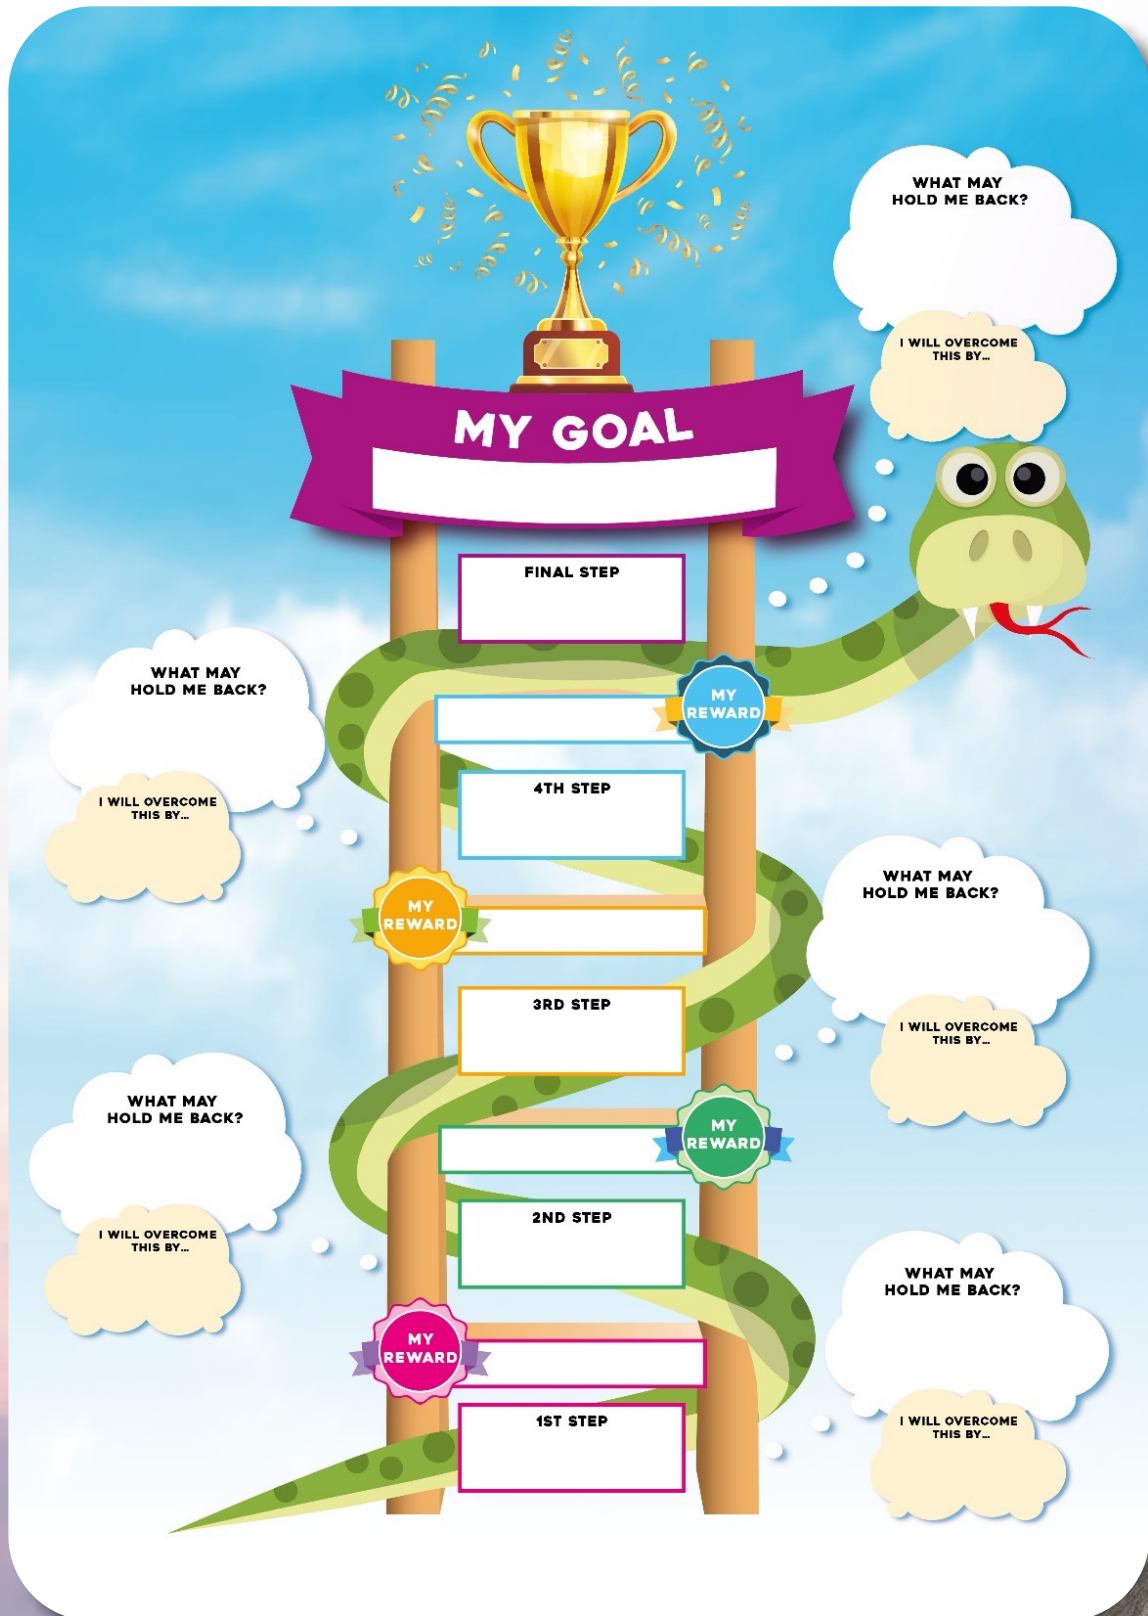 WHAT MAY
HOLD ME BACK?
I WILL OVERCOME
THIS BY...
MY GOAL
FINAL STEP
WHAT MAY
HOLD ME BACK?
I WILL OVERCOME
THIS BY...
MY
REWARD
4TH STEP
WHAT MAY
HOLD ME BACK?
I WILL OVERCOME
THIS BY...
MY
REWARD
3RD STEP
WHAT MAY
HOLD ME BACK?
I WILL OVERCOME
THIS BY...
MY
REWARD
2ND STEP
WHAT MAY
HOLD ME BACK?
I WILL OVERCOME
THIS BY...
MY
REWARD
1ST STEP